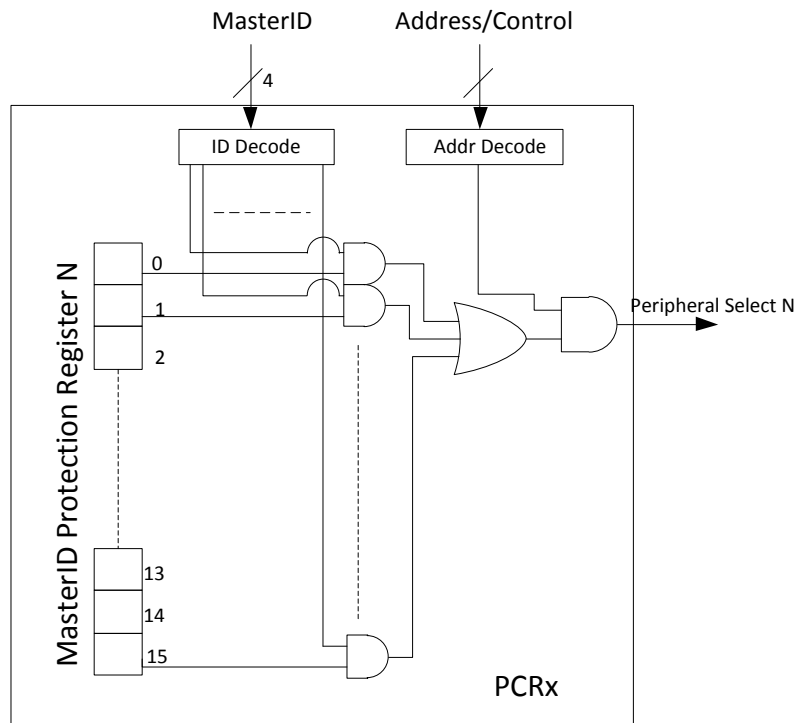 MasterID
Address/Control
4
ID Decode
Addr Decode
MasterID Protection Register N
0
1
2
13
14
15
Peripheral Select N
PCRx